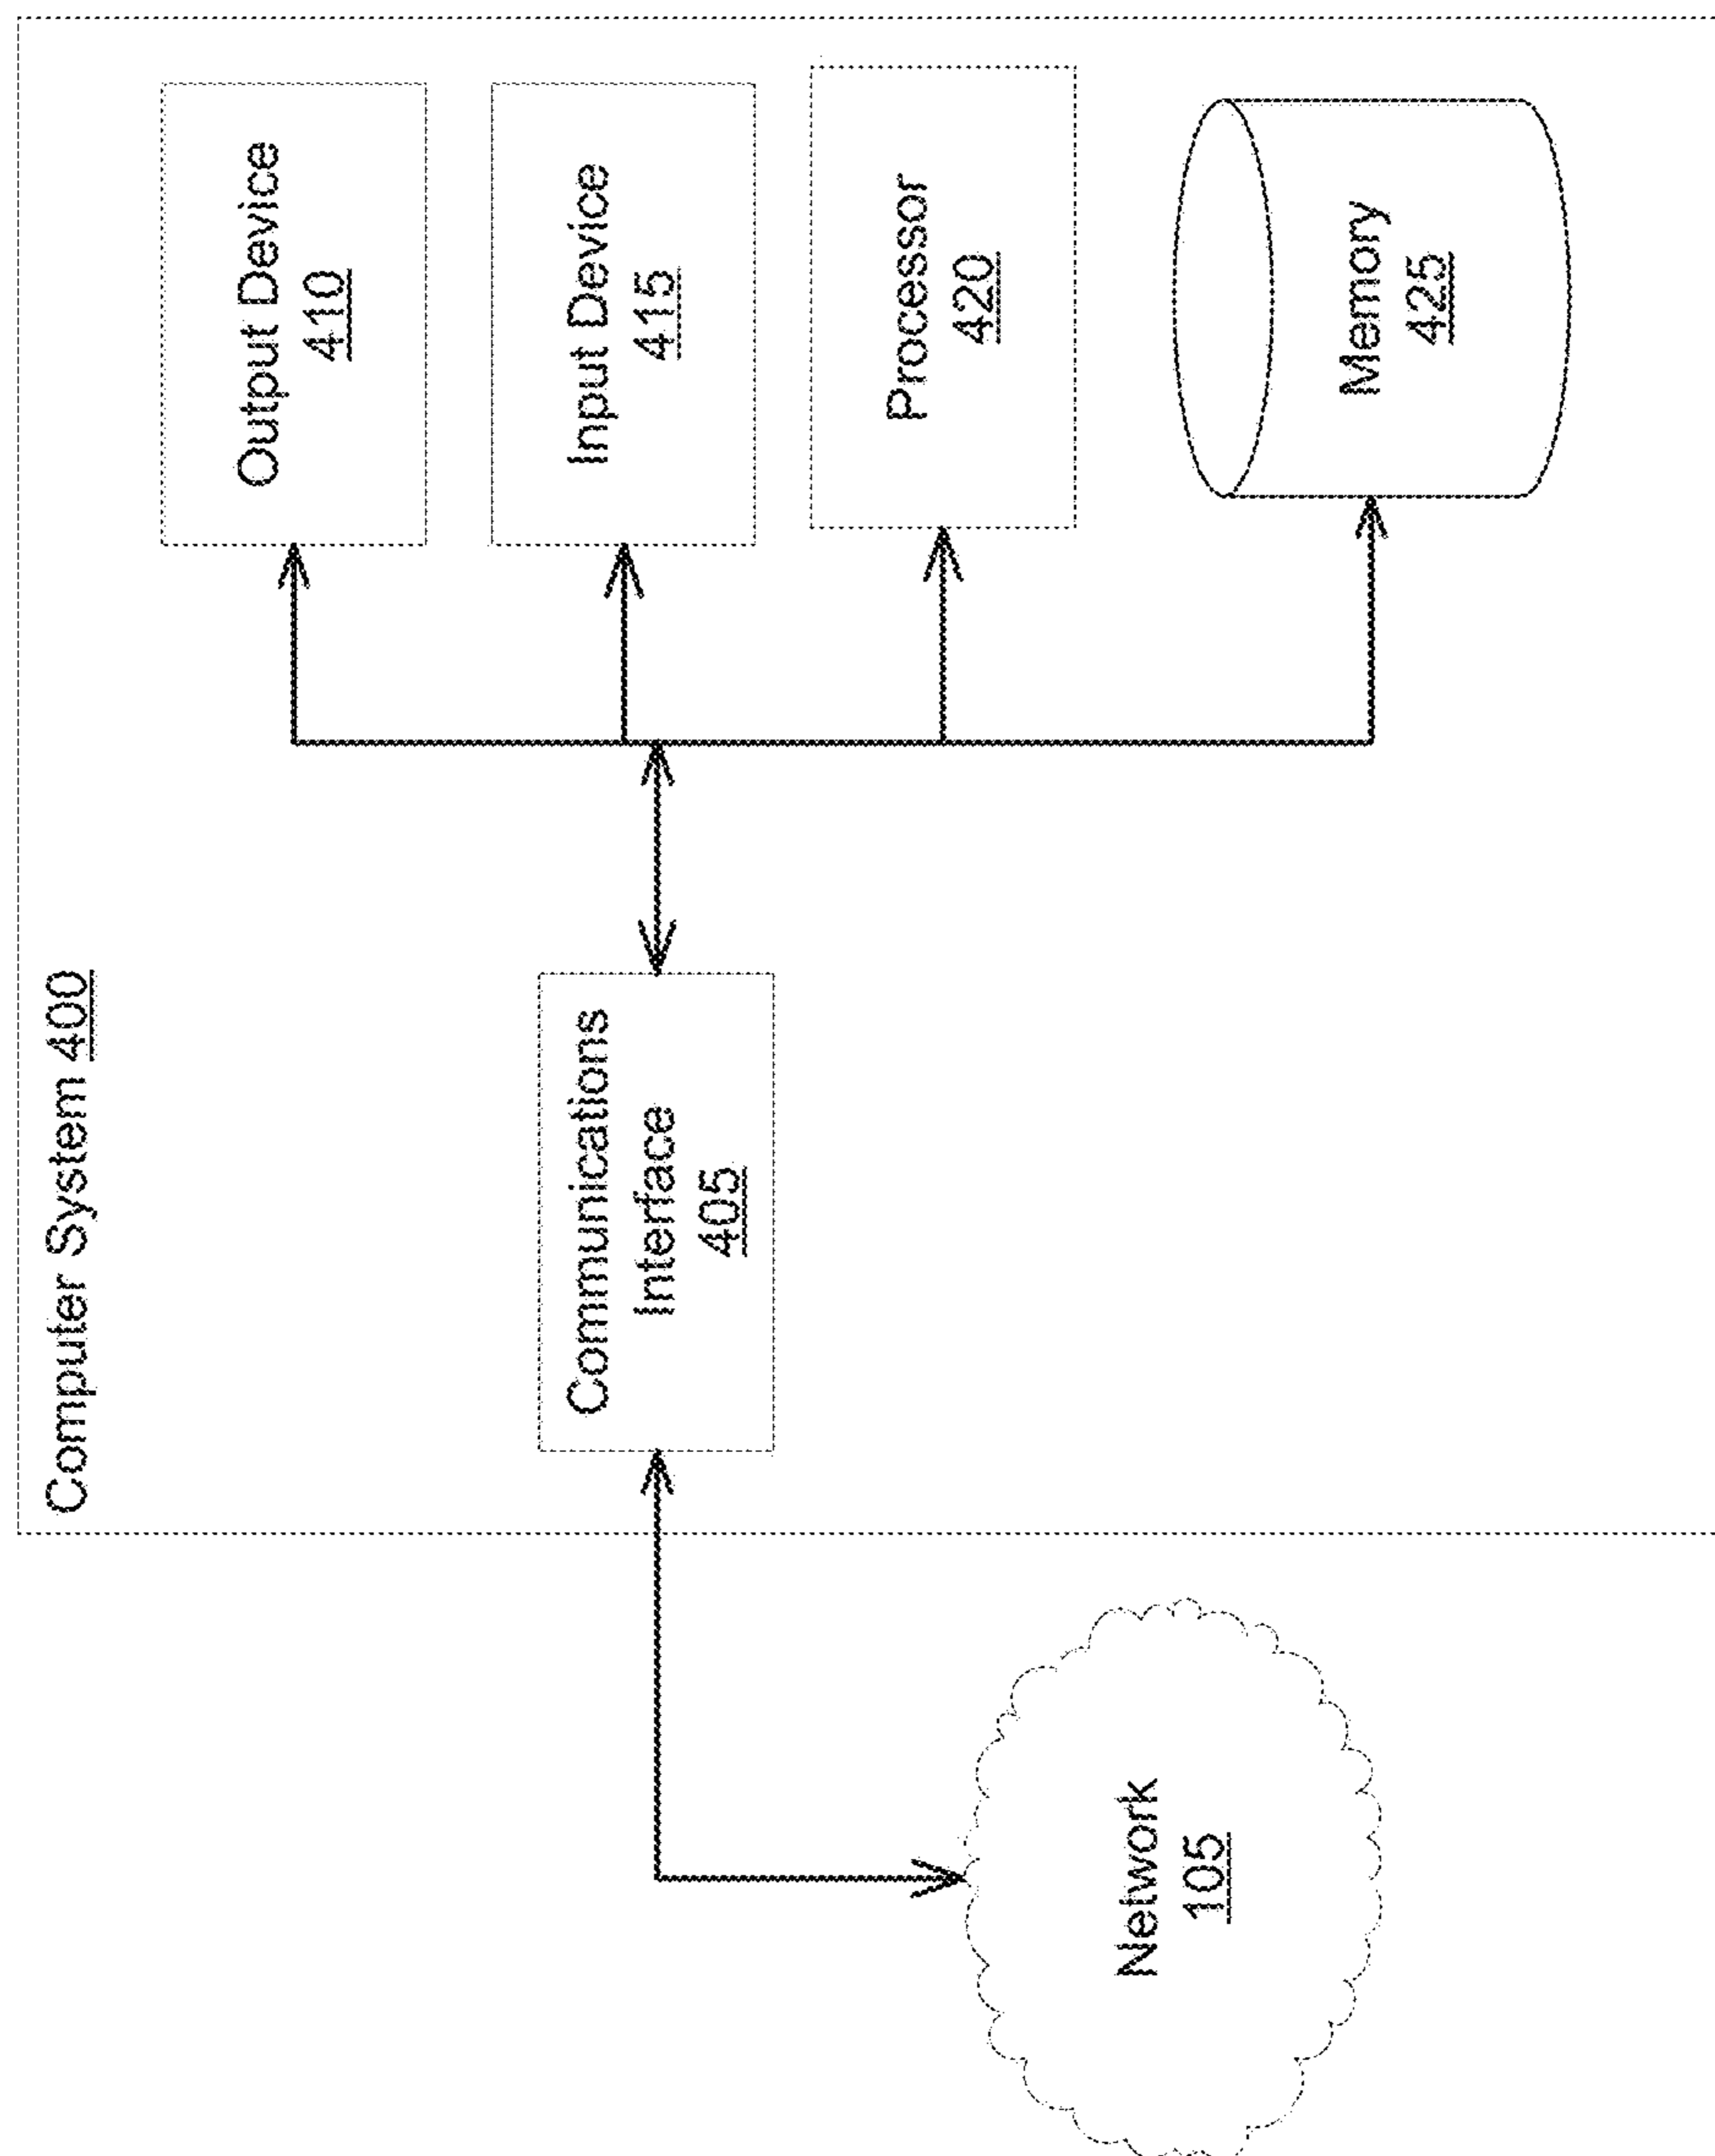 Computer System 400
Output Device
410
Input Device
415
Communications
Interface
405
Processor
420
Memory
425
Network
105